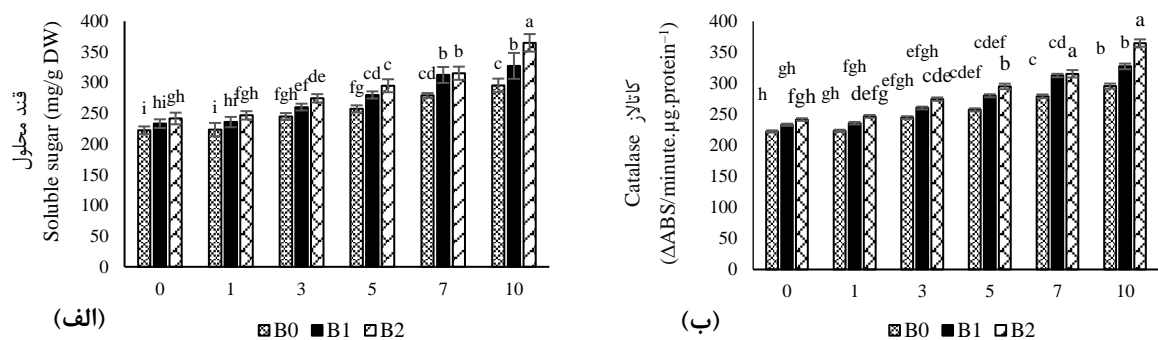 قند محلول
Soluble sugar (mg/g DW)
400
350
300
250
200
150
100
50
0
i hi gh
i hi fgh
fgh ef de
fg cd c
cd b b
c b a
0 1 3 5 7 10
(الف)
B0 B1 B2
کاتالاز Catalase
(ΔABS/minute.µg.protein⁻¹)
400
350
300
250
200
150
100
50
0
h gh fgh
gh fgh defg
efgh efgh cde
cdef cdef b
c cd a
b b a
0 1 3 5 7 10
(ب)
B0 B1 B2